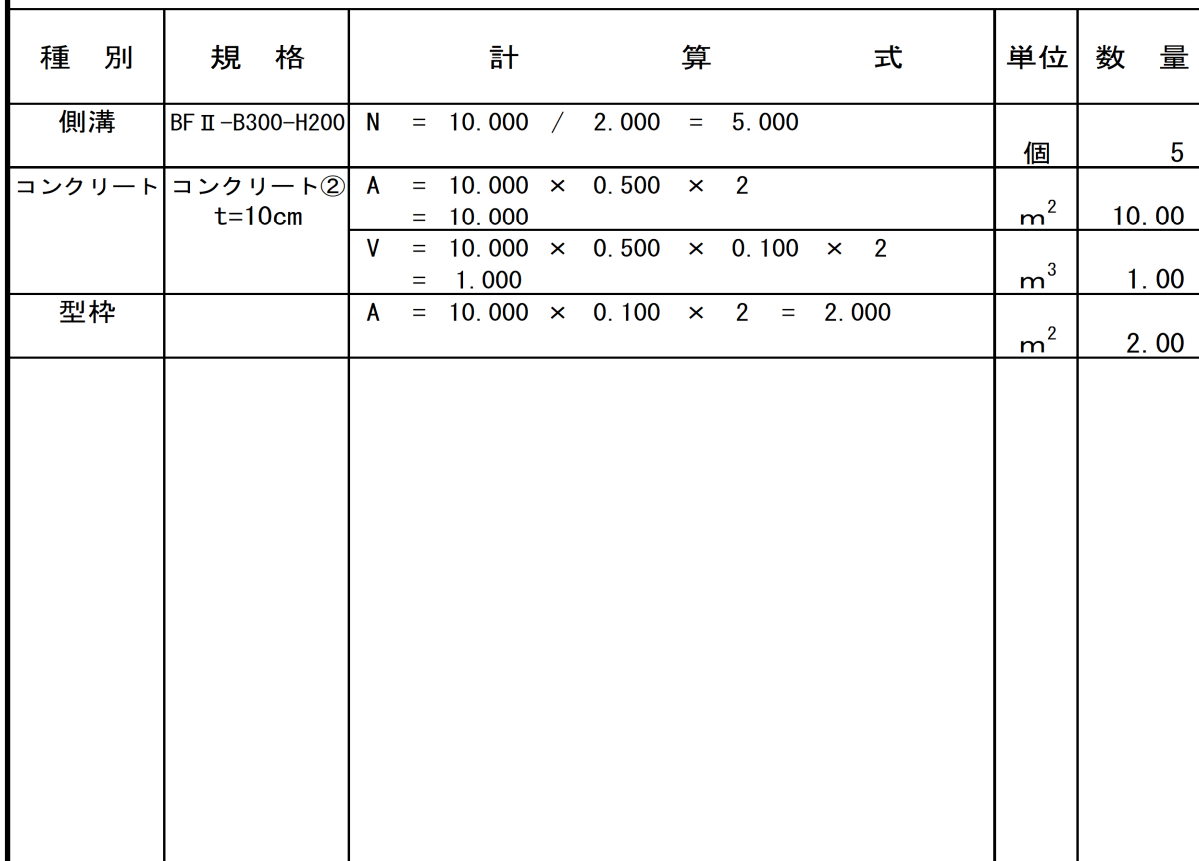 種 別 規 格 計 算 式 単位 数 量
側溝 BFⅡ-B300-H200 N = 10.000 / 2.000 = 5.000
個 5
コンクリート コンクリート② A = 10.000 × 0.500 × 2
t=10cm = 10.000 m² 10.00
V = 10.000 × 0.500 × 0.100 × 2
= 1.000 m³ 1.00
型枠 A = 10.000 × 0.100 × 2 = 2.000
m² 2.00